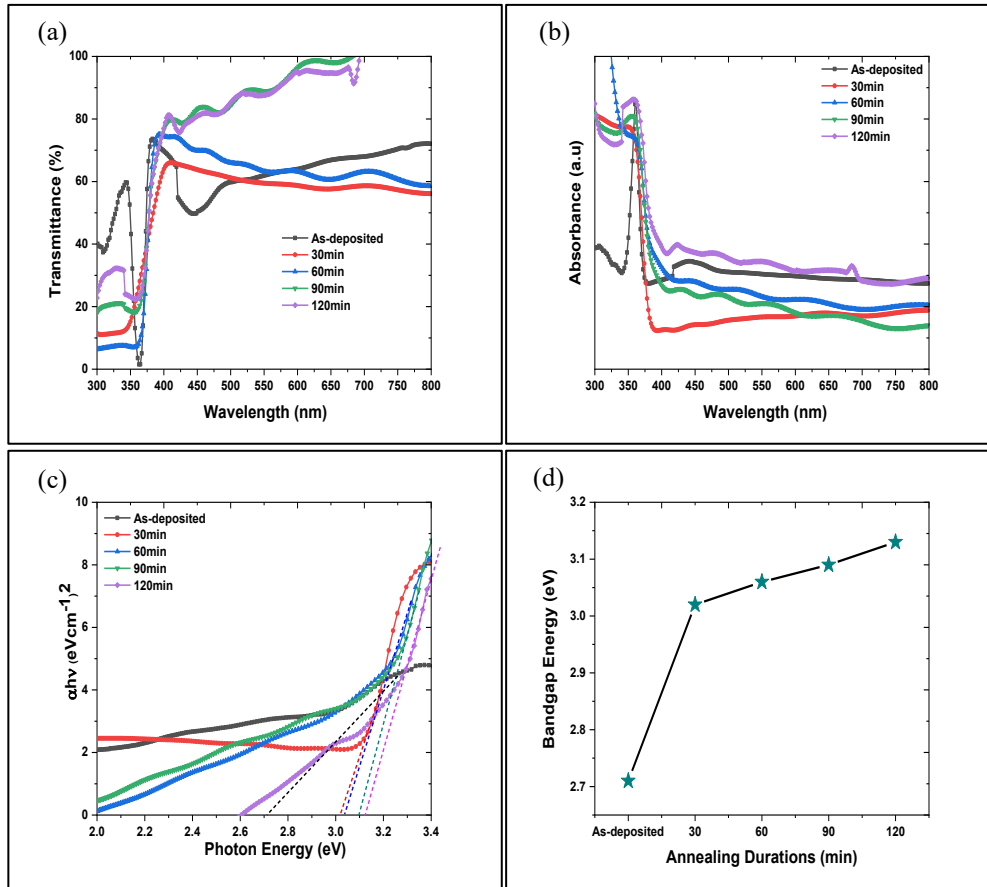 (a)
100
80
60
40
20
0
Transmittance (%)
As-deposited
30min
60min
90min
120min
300 350 400 450 500 550 600 650 700 750 800
Wavelength (nm)
(b)
Absorbance (a.u)
As-deposited
30min
60min
90min
120min
300 350 400 450 500 550 600 650 700 750 800
Wavelength (nm)
(c)
10
8
6
4
2
0
αhν (eVcm-1)2
As-deposited
30min
60min
90min
120min
2.0 2.2 2.4 2.6 2.8 3.0 3.2 3.4
Photon Energy (eV)
(d)
3.2
3.1
3.0
2.9
2.8
2.7
Bandgap Energy (eV)
As-deposited 30 60 90 120
Annealing Durations (min)